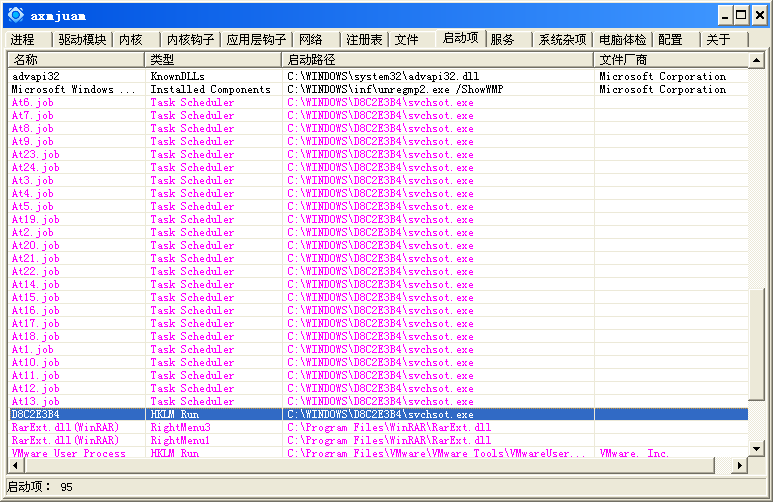 axmjuam
进程 驱动模块 内核 内核钩子 应用层钩子 网络 注册表 文件 启动项 服务 系统杂项 电脑体检 配置 关于
名称 类型 启动路径 文件厂商
advapi32 KnownDLLs C:\WINDOWS\system32\advapi32.dll Microsoft Corporation
Microsoft Windows ... Installed Components C:\WINDOWS\inf\unregmp2.exe /ShowWMP Microsoft Corporation
At6.job Task Scheduler C:\WINDOWS\D8C2E3B4\svchsot.exe
At7.job Task Scheduler C:\WINDOWS\D8C2E3B4\svchsot.exe
At8.job Task Scheduler C:\WINDOWS\D8C2E3B4\svchsot.exe
At9.job Task Scheduler C:\WINDOWS\D8C2E3B4\svchsot.exe
At23.job Task Scheduler C:\WINDOWS\D8C2E3B4\svchsot.exe
At24.job Task Scheduler C:\WINDOWS\D8C2E3B4\svchsot.exe
At3.job Task Scheduler C:\WINDOWS\D8C2E3B4\svchsot.exe
At4.job Task Scheduler C:\WINDOWS\D8C2E3B4\svchsot.exe
At5.job Task Scheduler C:\WINDOWS\D8C2E3B4\svchsot.exe
At19.job Task Scheduler C:\WINDOWS\D8C2E3B4\svchsot.exe
At2.job Task Scheduler C:\WINDOWS\D8C2E3B4\svchsot.exe
At20.job Task Scheduler C:\WINDOWS\D8C2E3B4\svchsot.exe
At21.job Task Scheduler C:\WINDOWS\D8C2E3B4\svchsot.exe
At22.job Task Scheduler C:\WINDOWS\D8C2E3B4\svchsot.exe
At14.job Task Scheduler C:\WINDOWS\D8C2E3B4\svchsot.exe
At15.job Task Scheduler C:\WINDOWS\D8C2E3B4\svchsot.exe
At16.job Task Scheduler C:\WINDOWS\D8C2E3B4\svchsot.exe
At17.job Task Scheduler C:\WINDOWS\D8C2E3B4\svchsot.exe
At18.job Task Scheduler C:\WINDOWS\D8C2E3B4\svchsot.exe
At1.job Task Scheduler C:\WINDOWS\D8C2E3B4\svchsot.exe
At10.job Task Scheduler C:\WINDOWS\D8C2E3B4\svchsot.exe
At11.job Task Scheduler C:\WINDOWS\D8C2E3B4\svchsot.exe
At12.job Task Scheduler C:\WINDOWS\D8C2E3B4\svchsot.exe
At13.job Task Scheduler C:\WINDOWS\D8C2E3B4\svchsot.exe
D8C2E3B4 HKLM Run C:\WINDOWS\D8C2E3B4\svchsot.exe
RarExt.dll(WinRAR) RightMenu3 C:\Program Files\WinRAR\RarExt.dll
RarExt.dll(WinRAR) RightMenu1 C:\Program Files\WinRAR\RarExt.dll
VMware User Process HKLM Run C:\Program Files\VMware\VMware Tools\VMwareUser... VMware, Inc.
启动项： 95